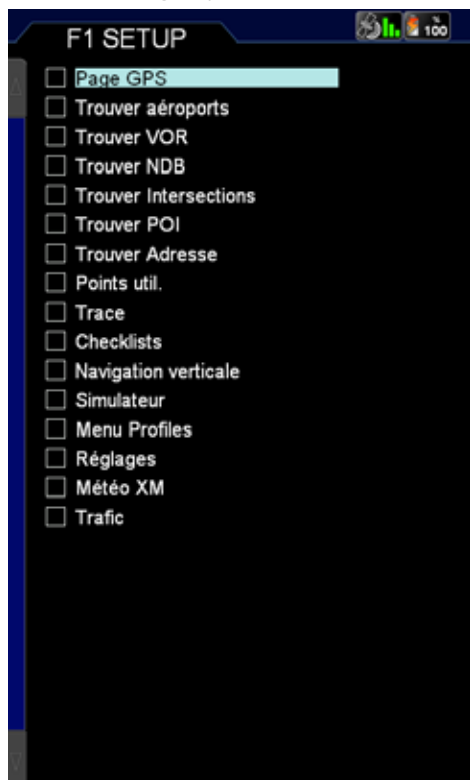 F1 SETUP
%
100
Page GPS
Trouver aéroports
Trouver VOR
Trouver NDB
Trouver Intersections
Trouver POI
Trouver Adresse
Points util.
Trace
Checklists
Navigation verticale
Simulateur
Menu Profiles
Réglages
Météo XM
Trafic